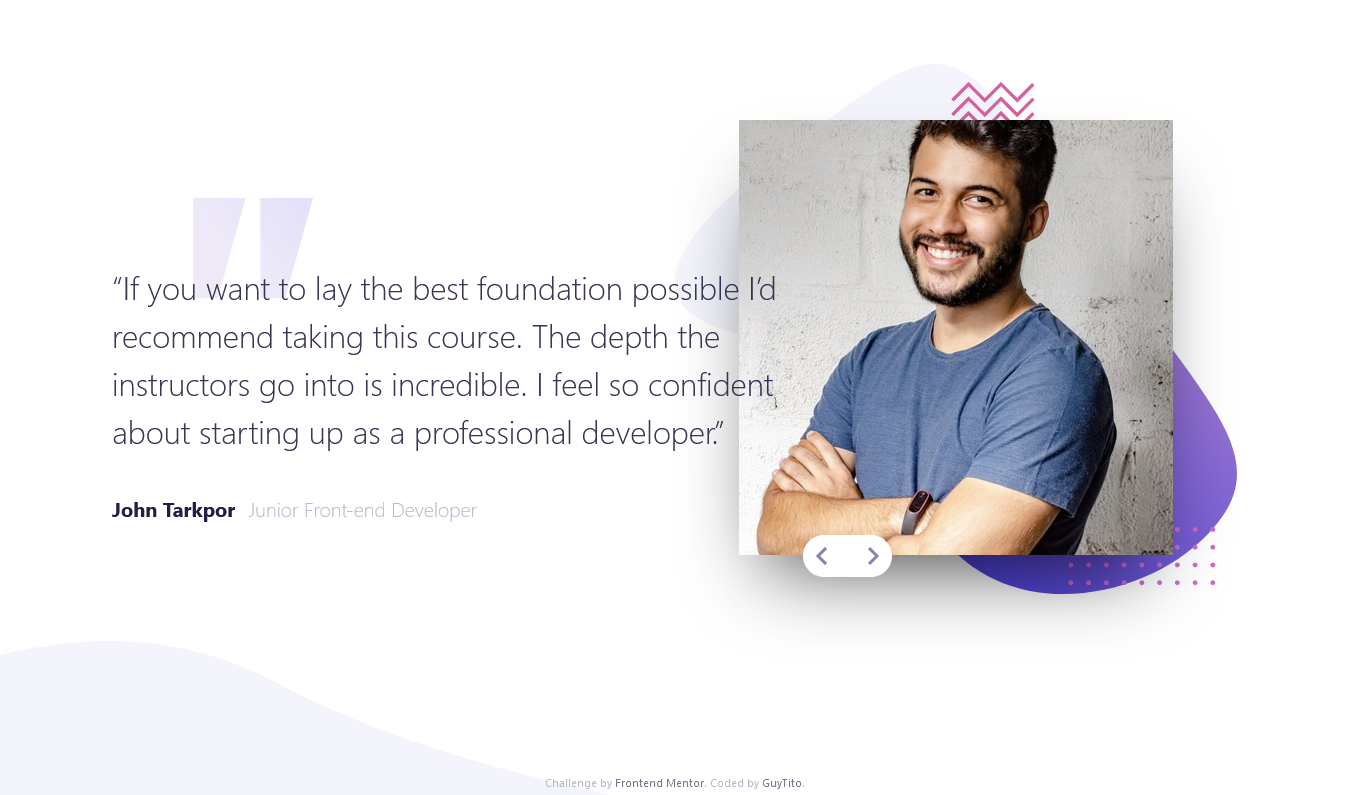 “If you want to lay the best foundation possible I’d
recommend taking this course. The depth the
instructors go into is incredible. I feel so confident
about starting up as a professional developer.”
John Tarkpor Junior Front-end Developer
Challenge by Frontend Mentor. Coded by GuyTito.